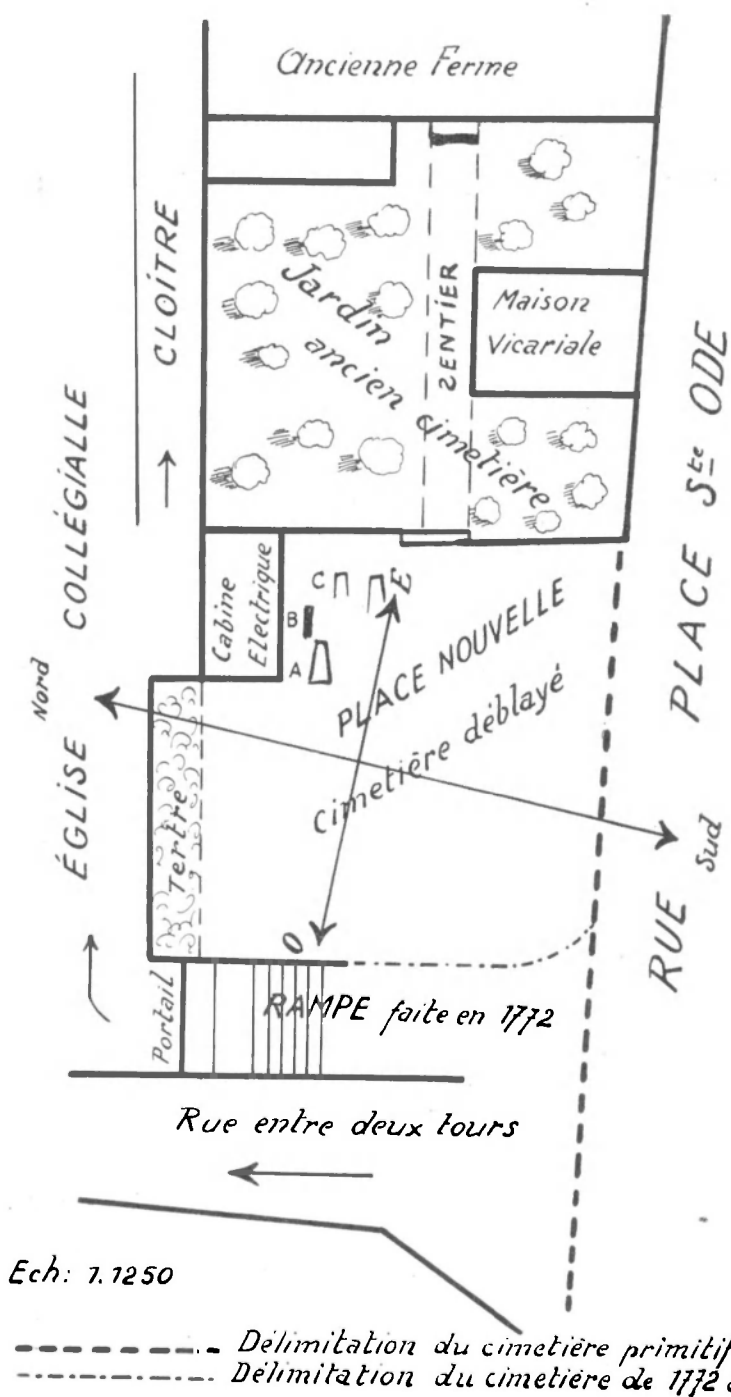 Ancienne Ferme
CLOÎTRE
Jardin
ancien cimetière
SENTIER
Maison
Vicariale
PLACE Ste ODE
ÉGLISE COLLÉGIALLE
Cabine
Electrique
C
B
A
E
PLACE NOUVELLE
Cimetière déblayé
Nord
Sud
RUE
Tertre
O
Portail
RAMPE faite en 1772
Rue entre deux tours
Ech: 1.1250
Délimitation du cimetière primitif
Délimitation du cimetière de 1772